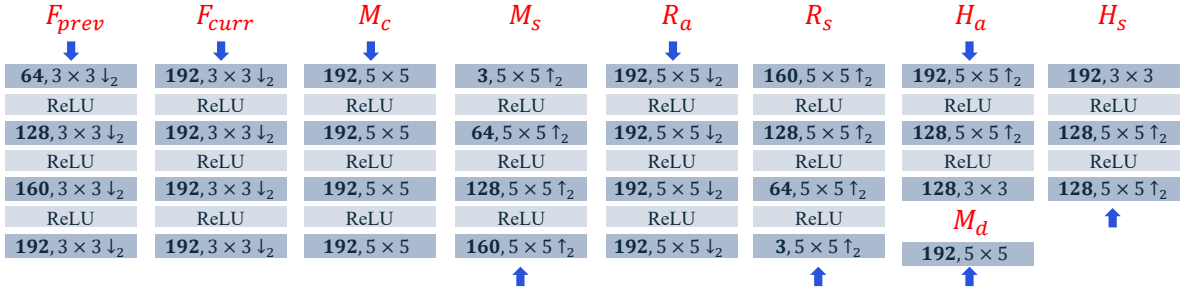 F_prev F_curr M_c M_s R_a R_s H_a H_s
64, 3 × 3 ↓₂ 192, 3 × 3 ↓₂ 192, 5 × 5 3, 5 × 5 ↑₂ 192, 5 × 5 ↓₂ 160, 5 × 5 ↑₂ 192, 5 × 5 ↑₂ 192, 3 × 3
ReLU ReLU ReLU ReLU ReLU ReLU ReLU ReLU
128, 3 × 3 ↓₂ 192, 3 × 3 ↓₂ 192, 5 × 5 64, 5 × 5 ↑₂ 192, 5 × 5 ↓₂ 128, 5 × 5 ↑₂ 128, 5 × 5 ↑₂ 128, 5 × 5 ↑₂
ReLU ReLU ReLU ReLU ReLU ReLU ReLU ReLU
160, 3 × 3 ↓₂ 192, 3 × 3 ↓₂ 192, 5 × 5 128, 5 × 5 ↑₂ 192, 5 × 5 ↓₂ 64, 5 × 5 ↑₂ 128, 3 × 3 128, 5 × 5 ↑₂
ReLU ReLU ReLU ReLU ReLU ReLU M_d
192, 3 × 3 ↓₂ 192, 3 × 3 ↓₂ 192, 5 × 5 160, 5 × 5 ↑₂ 192, 5 × 5 ↓₂ 3, 5 × 5 ↑₂ 192, 5 × 5